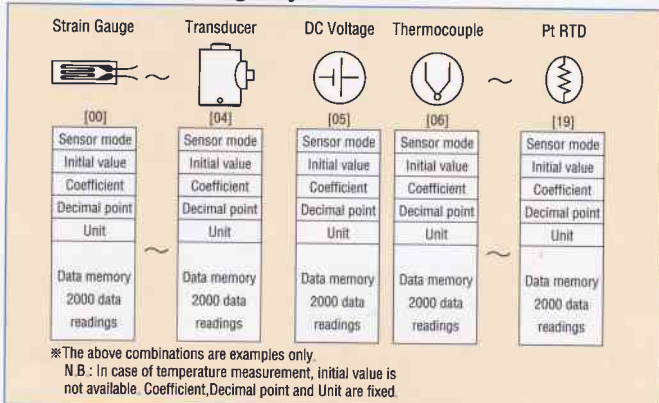 Strain Gauge Transducer DC Voltage Thermocouple Pt RTD
~ ~
[00] [04] [05] [06] [19]
Sensor mode Sensor mode Sensor mode Sensor mode Sensor mode
Initial value Initial value Initial value Initial value Initial value
Coefficient Coefficient Coefficient Coefficient Coefficient
Decimal point Decimal point Decimal point Decimal point Decimal point
Unit Unit Unit Unit Unit
~ ~
Data memory Data memory Data memory Data memory Data memory
2000 data 2000 data 2000 data 2000 data 2000 data
readings readings readings readings readings
※The above combinations are examples only.
N.B.: In case of temperature measurement, initial value is
not available. Coefficient,Decimal point and Unit are fixed.